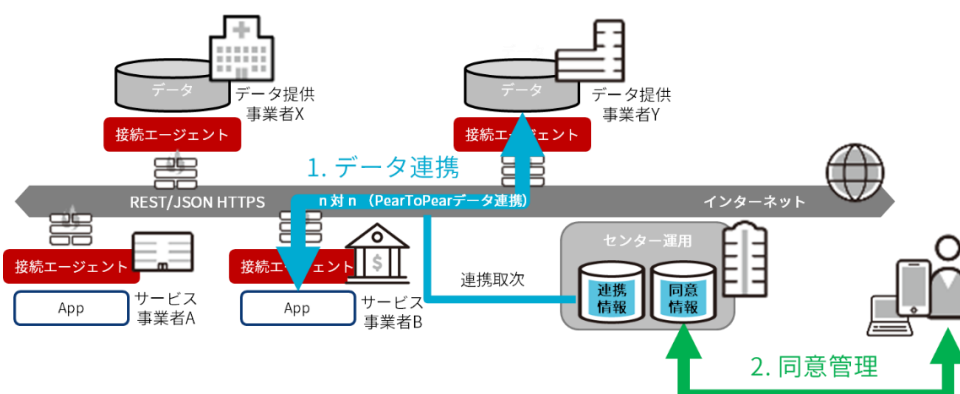 データ
データ提供
事業者X
接続エージェント
データ
データ提供
事業者Y
接続エージェント
1. データ連携
REST/JSON HTTPS
n 対 n （PearToPearデータ連携）
インターネット
接続エージェント
App
サービス
事業者A
接続エージェント
App
$
サービス
事業者B
連携取次
センター運用
連携
情報
同意
情報
2. 同意管理